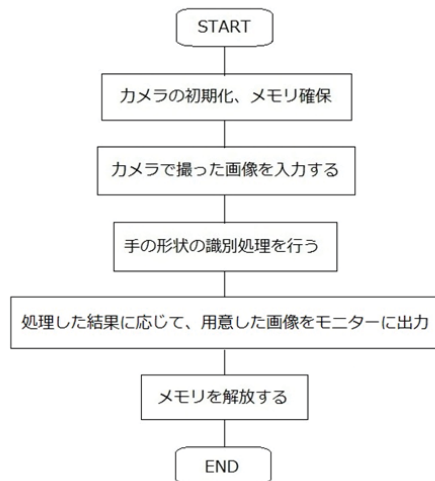 START
カメラの初期化、メモリ確保
カメラで撮った画像を入力する
手の形状の識別処理を行う
処理した結果に応じて、用意した画像をモニターに出力
メモリを解放する
END